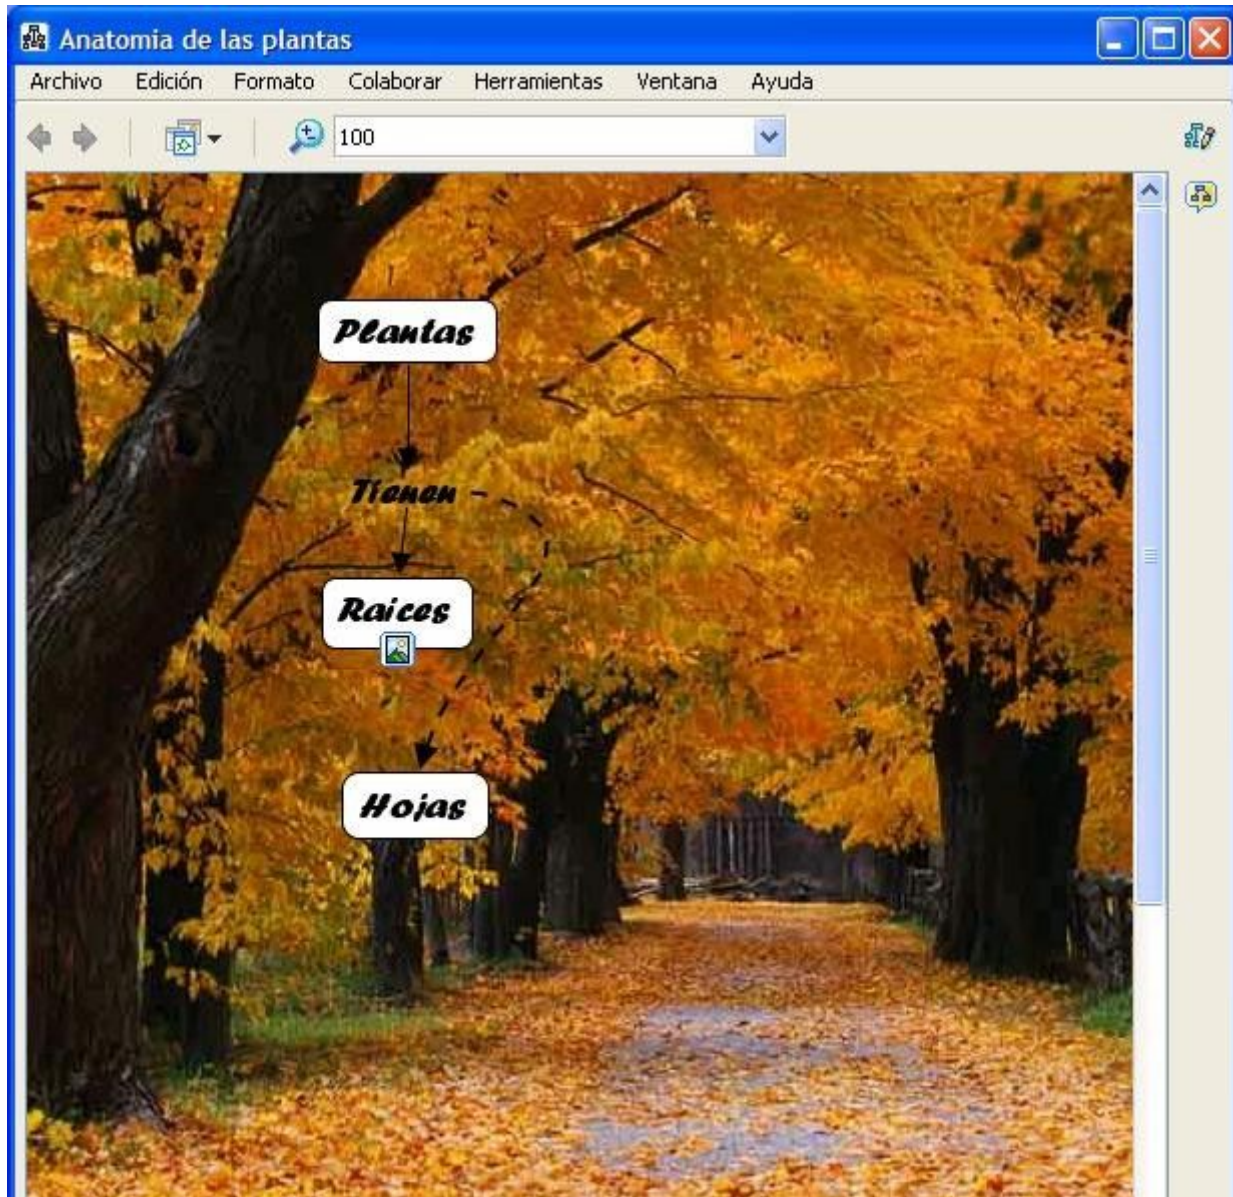 Anatomia de las plantas
Archivo Edición Formato Colaborar Herramientas Ventana Ayuda
100
Plantas
Tienen
Raices
Hojas